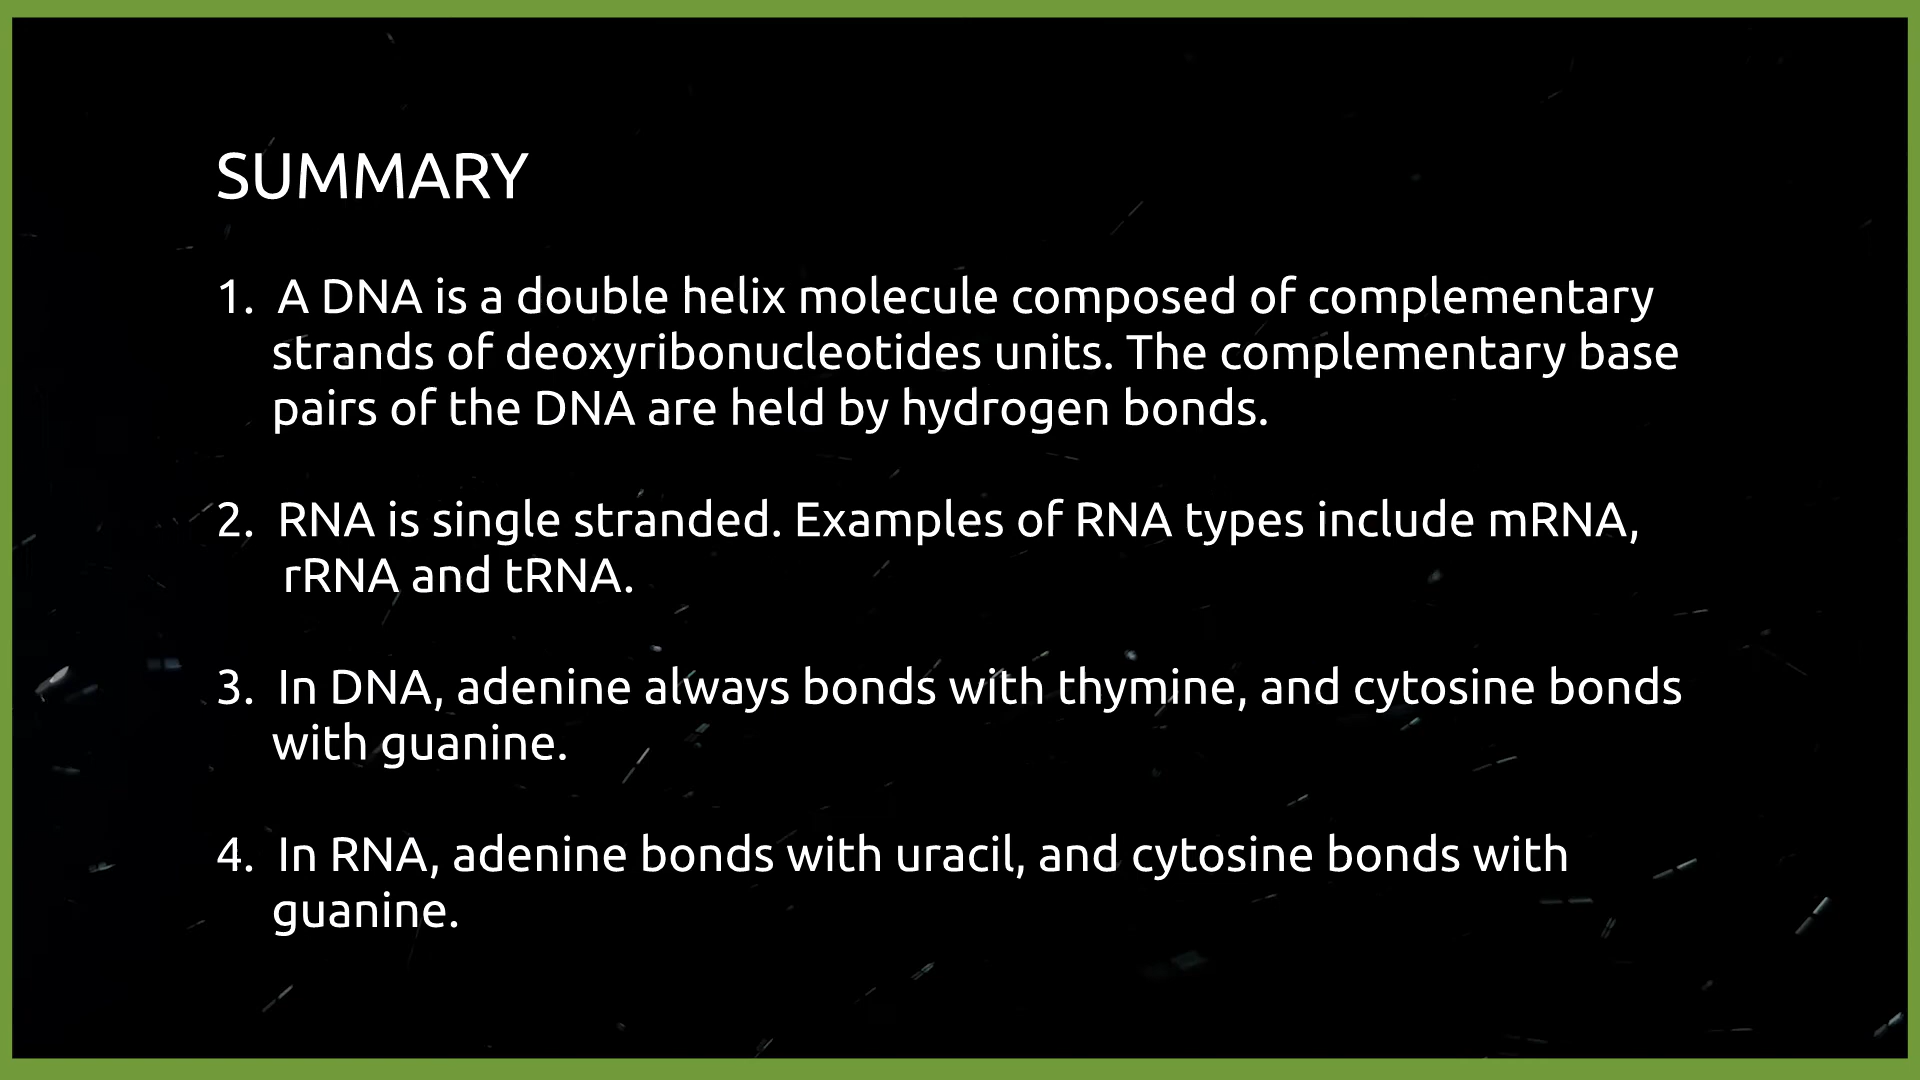 SUMMARY
1. A DNA is a double helix molecule composed of complementary
strands of deoxyribonucleotides units. The complementary base
pairs of the DNA are held by hydrogen bonds.
2. RNA is single stranded. Examples of RNA types include mRNA,
rRNA and tRNA.
3. In DNA, adenine always bonds with thymine, and cytosine bonds
with guanine.
4. In RNA, adenine bonds with uracil, and cytosine bonds with
guanine.